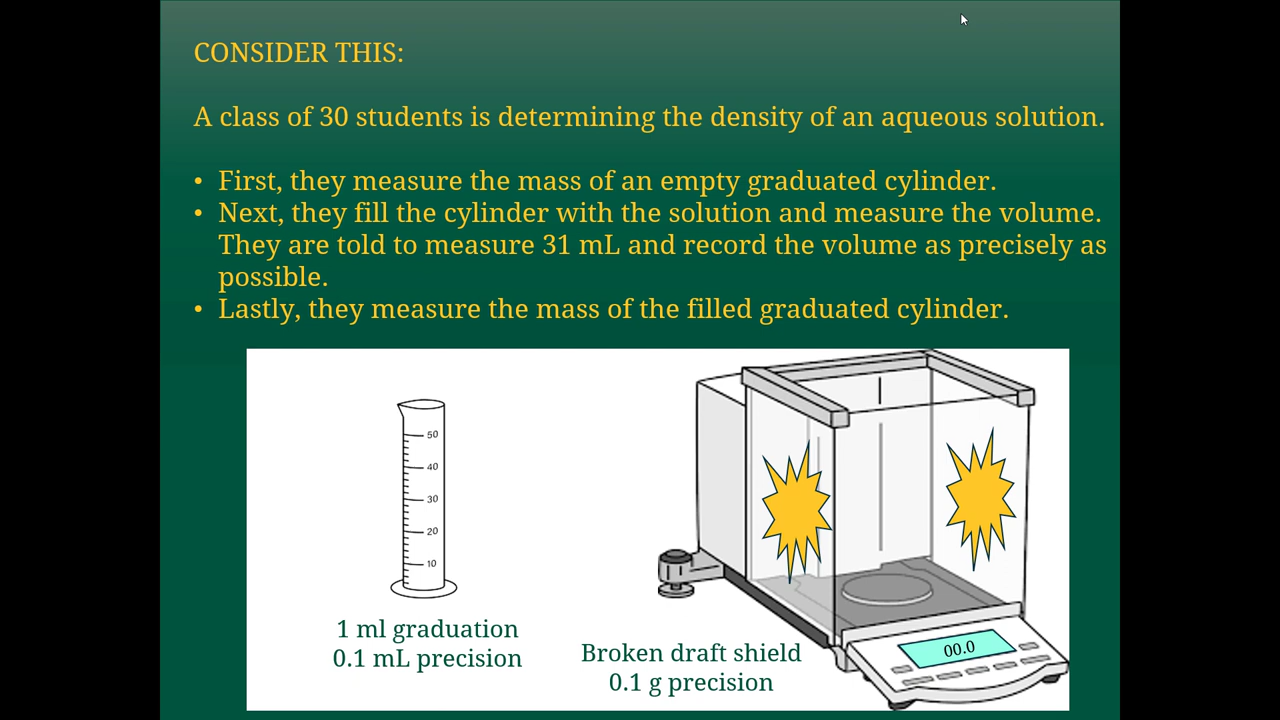 CONSIDER THIS:
A class of 30 students is determining the density of an aqueous solution.
• First, they measure the mass of an empty graduated cylinder.
• Next, they fill the cylinder with the solution and measure the volume.
They are told to measure 31 mL and record the volume as precisely as
possible.
• Lastly, they measure the mass of the filled graduated cylinder.
50
40
30
20
10
1 ml graduation
0.1 mL precision
Broken draft shield
0.1 g precision
00.0